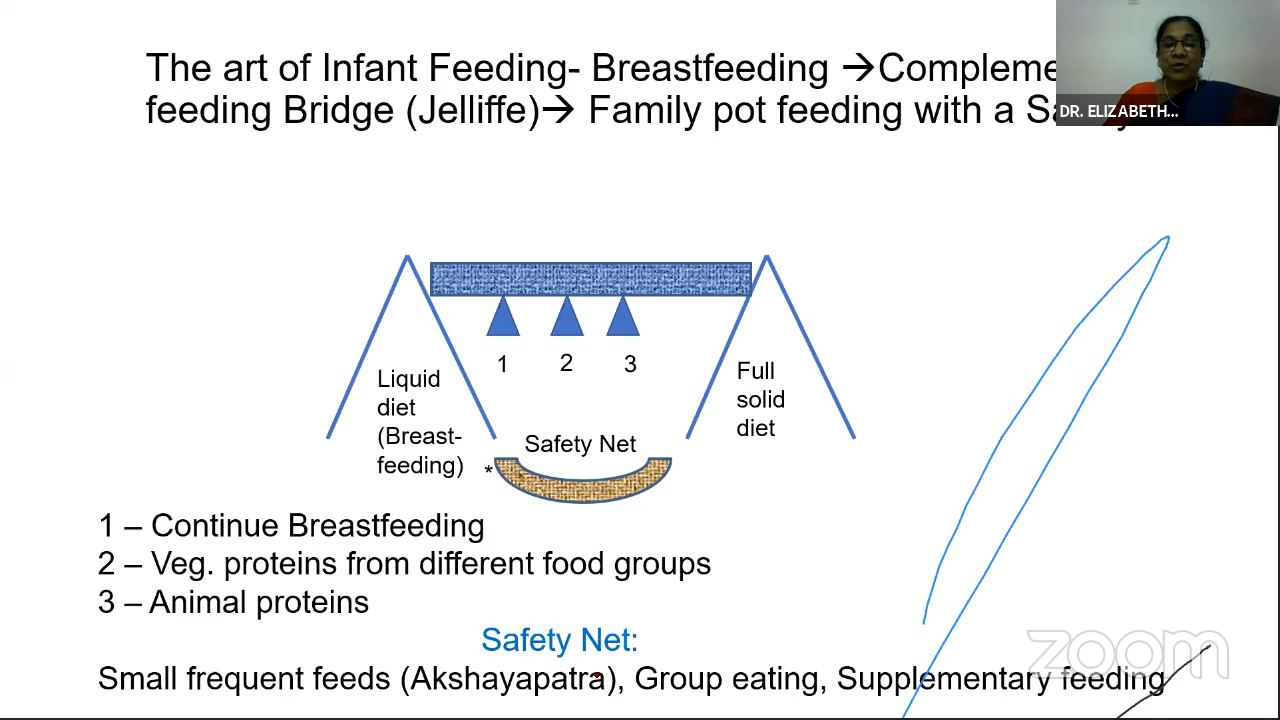 The art of Infant Feeding- Breastfeeding →
feeding Bridge (Jelliffe)→ Family pot feeding with a
DR. ELIZABETH...
1 2 3
Liquid
diet
(Breast-
feeding)
Full
solid
diet
Safety Net
*
1 – Continue Breastfeeding
2 – Veg. proteins from different food groups
3 – Animal proteins
Safety Net:
Small frequent feeds (Akshayapatra), Group eating, Supplementary feeding
zoom